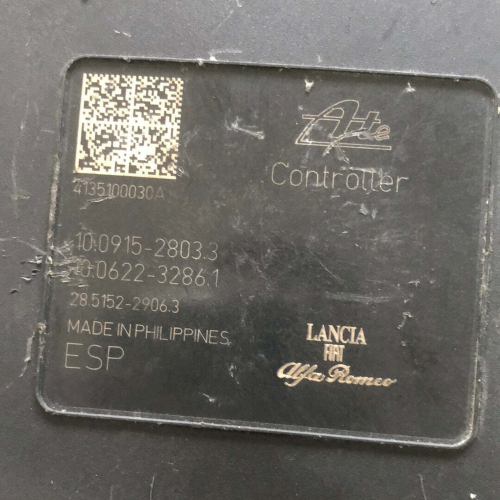 Ate
Controller
4135100030A
10.0915-2803.3
10.0622-3286.1
28.5152-2906.3
MADE IN PHILIPPINES
ESP
LANCIA
FIAT
Alfa Romeo